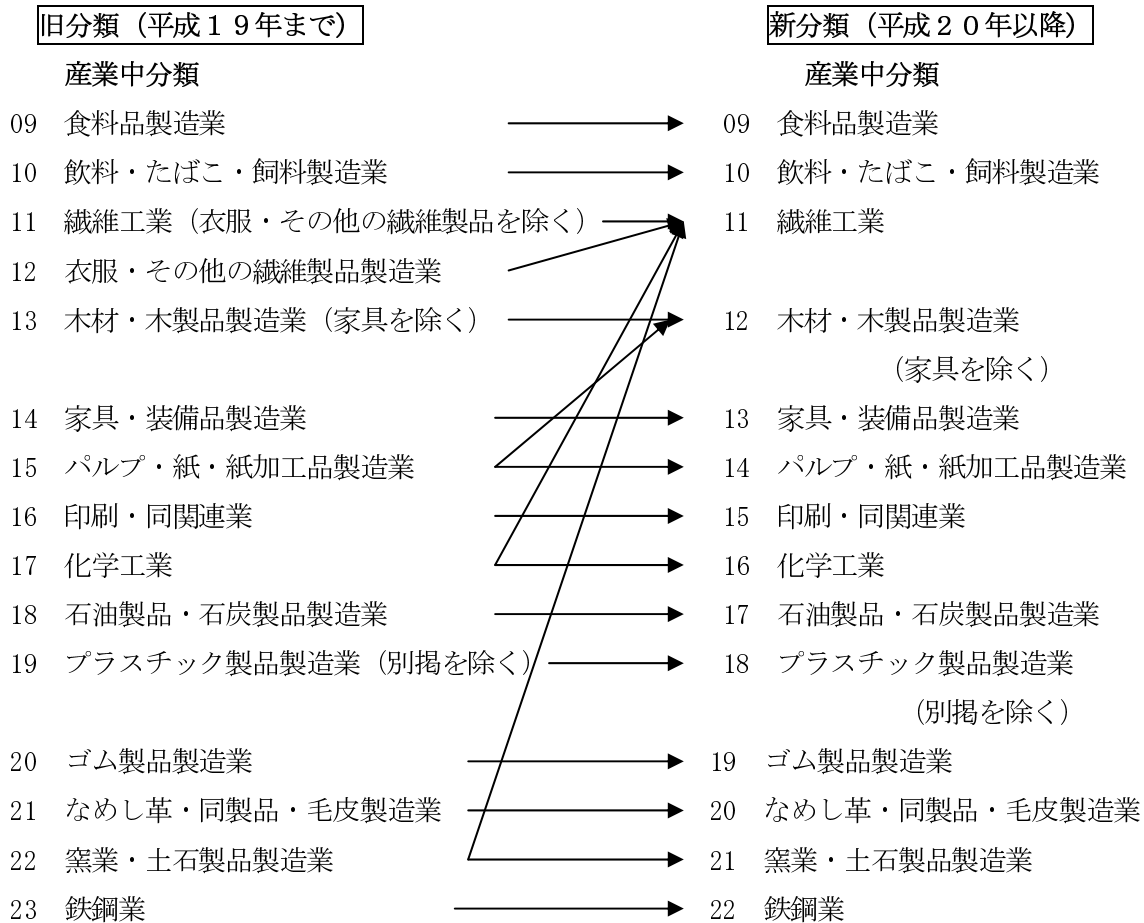 旧分類（平成１９年まで） 新分類（平成２０年以降）
産業中分類 産業中分類
09 食料品製造業 09 食料品製造業
10 飲料・たばこ・飼料製造業 10 飲料・たばこ・飼料製造業
11 繊維工業（衣服・その他の繊維製品を除く） 11 繊維工業
12 衣服・その他の繊維製品製造業
13 木材・木製品製造業（家具を除く） 12 木材・木製品製造業
（家具を除く）
14 家具・装備品製造業 13 家具・装備品製造業
15 パルプ・紙・紙加工品製造業 14 パルプ・紙・紙加工品製造業
16 印刷・同関連業 15 印刷・同関連業
17 化学工業 16 化学工業
18 石油製品・石炭製品製造業 17 石油製品・石炭製品製造業
19 プラスチック製品製造業（別掲を除く） 18 プラスチック製品製造業
（別掲を除く）
20 ゴム製品製造業 19 ゴム製品製造業
21 なめし革・同製品・毛皮製造業 20 なめし革・同製品・毛皮製造業
22 窯業・土石製品製造業 21 窯業・土石製品製造業
23 鉄鋼業 22 鉄鋼業